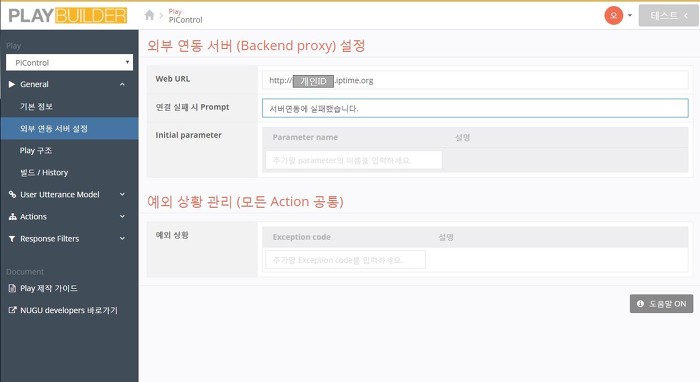 PLAY BUILDER
Play
PiControl
오
테스트
Play
PiControl
General
기본 정보
외부 연동 서버 설정
Play 구조
빌드 / History
User Utterance Model
Actions
Response Filters
Document
Play 제작 가이드
NUGU developers 바로가기
외부 연동 서버 (Backend proxy) 설정
Web URL
http:// 개인ID .iptime.org
연결 실패 시 Prompt
서버연동에 실패했습니다.
Initial parameter
Parameter name 설명
추가할 parameter의 이름을 입력하세요.
예외 상황 관리 (모든 Action 공통)
예외 상황
Exception code 설명
추가할 Exception code를 입력하세요.
도움말 ON